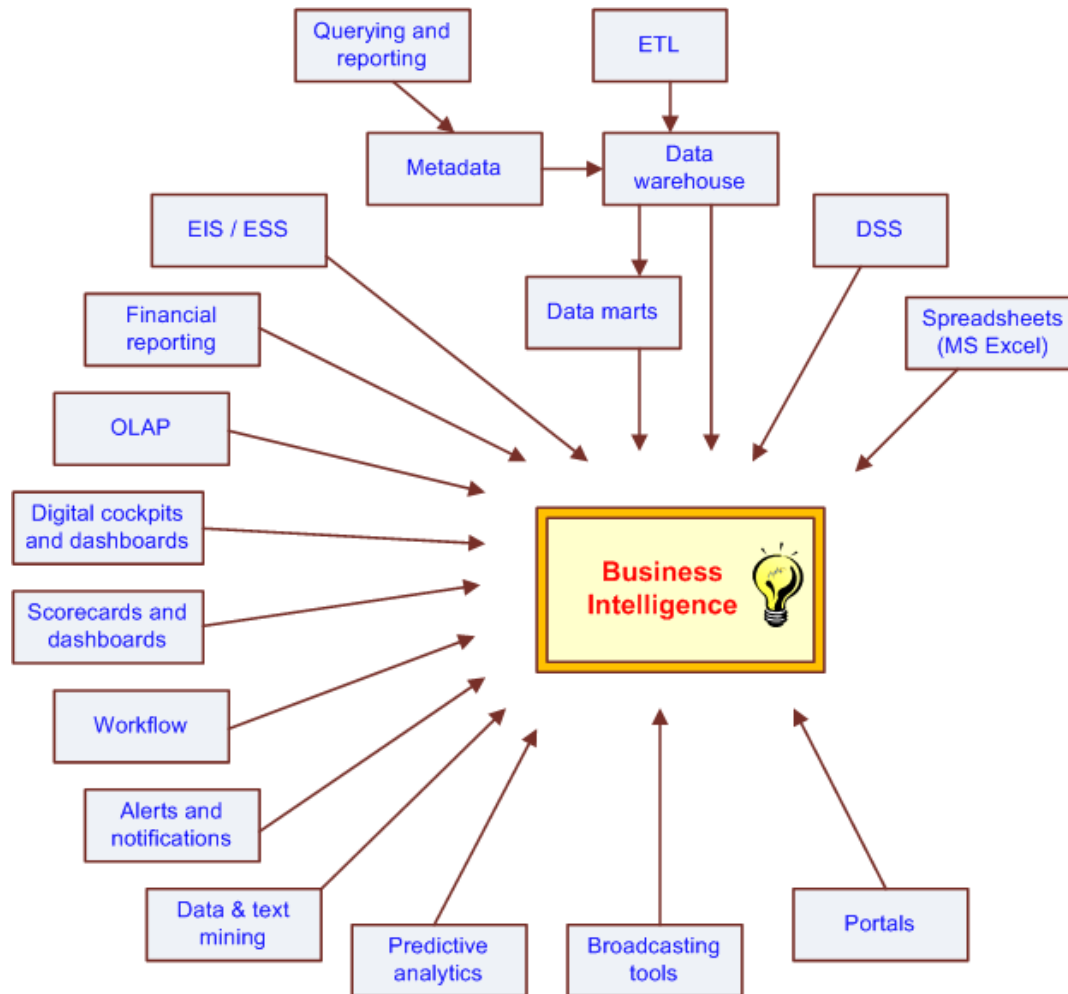 Querying and
reporting
ETL
Metadata
Data
warehouse
EIS / ESS
DSS
Data marts
Financial
reporting
Spreadsheets
(MS Excel)
OLAP
Digital cockpits
and dashboards
Business
Intelligence
Scorecards and
dashboards
Workflow
Alerts and
notifications
Data & text
mining
Predictive
analytics
Broadcasting
tools
Portals